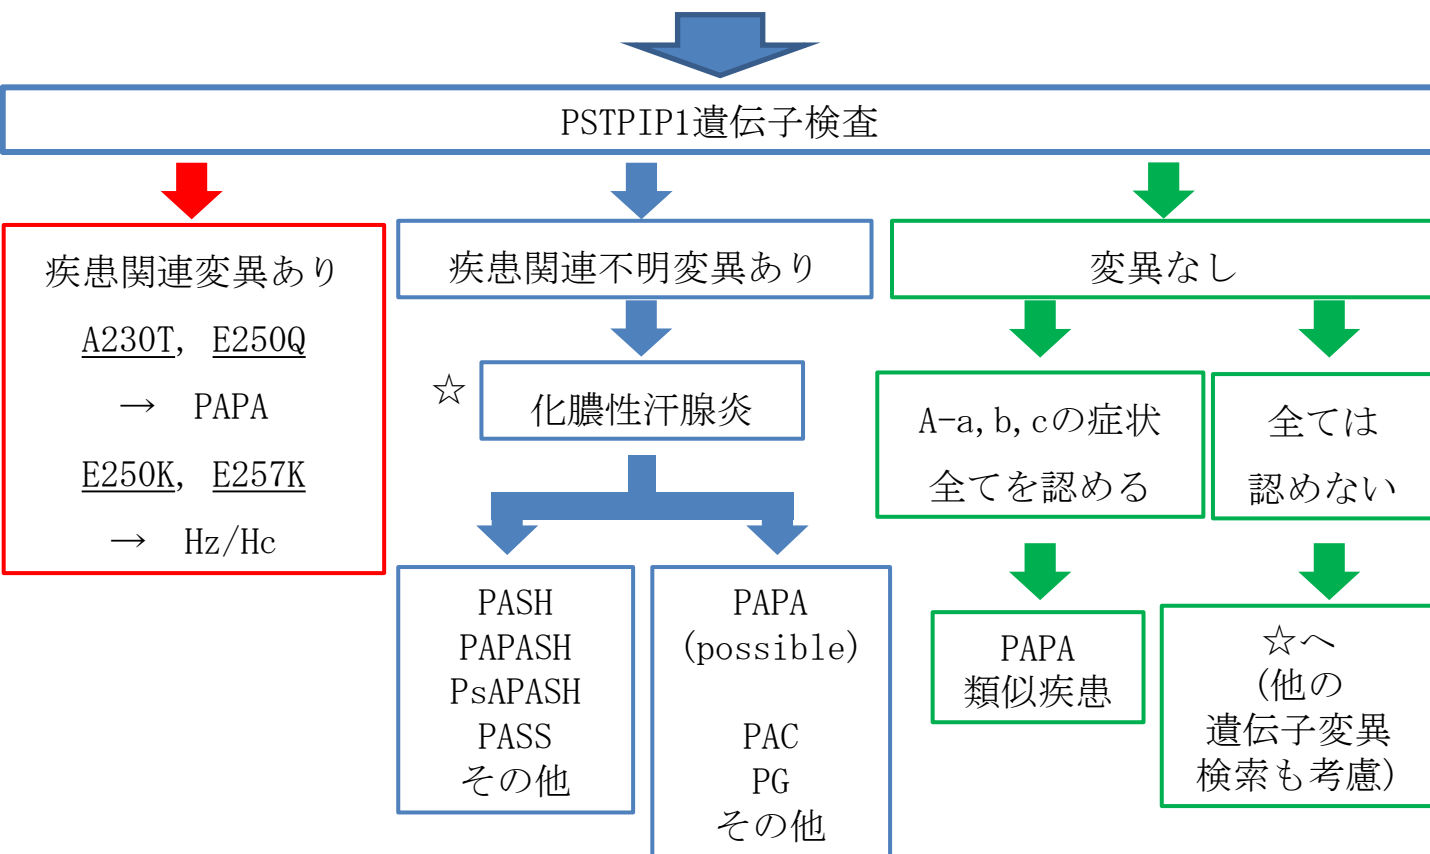 PSTPIP1遺伝子検査
疾患関連変異あり
A230T, E250Q
→ PAPA
E250K, E257K
→ Hz/Hc
疾患関連不明変異あり
☆
化膿性汗腺炎
PASH
PAPASH
PsAPASH
PASS
その他
PAPA
(possible)
PAC
PG
その他
変異なし
A-a,b,cの症状
全てを認める
PAPA
類似疾患
全ては
認めない
☆へ
(他の
遺伝子変異
検索も考慮)